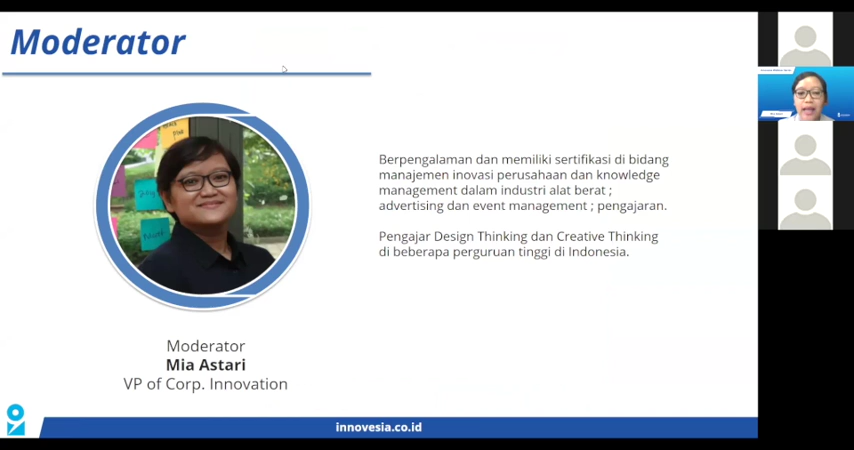 Moderator
Berpengalaman dan memiliki sertifikasi di bidang
manajemen inovasi perusahaan dan knowledge
management dalam industri alat berat ;
advertising dan event management ; pengajaran.
Pengajar Design Thinking dan Creative Thinking
di beberapa perguruan tinggi di Indonesia.
Moderator
Mia Astari
VP of Corp. Innovation
innovesia.co.id